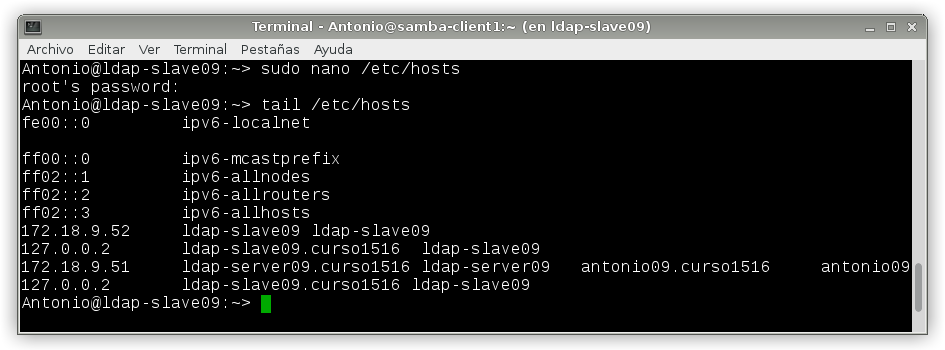 Terminal - Antonio@samba-client1:~ (en ldap-slave09)
Archivo Editar Ver Terminal Pestañas Ayuda
Antonio@ldap-slave09:~> sudo nano /etc/hosts
root's password:
Antonio@ldap-slave09:~> tail /etc/hosts
fe00::0 ipv6-localnet
ff00::0 ipv6-mcastprefix
ff02::1 ipv6-allnodes
ff02::2 ipv6-allrouters
ff02::3 ipv6-allhosts
172.18.9.52 ldap-slave09 ldap-slave09
127.0.0.2 ldap-slave09.curso1516 ldap-slave09
172.18.9.51 ldap-server09.curso1516 ldap-server09 antonio09.curso1516 antonio09
127.0.0.2 ldap-slave09.curso1516 ldap-slave09
Antonio@ldap-slave09:~>